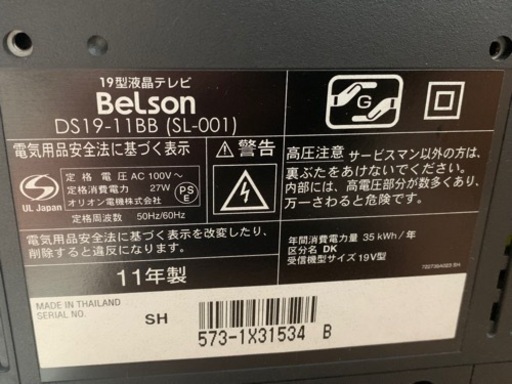 19型液晶テレビ
BeLson
DS19-11BB (SL-001)
電気用品安全法に基づく表示
UL Japan
定格電圧 AC 100V～
定格消費電力 27W
オリオン電機株式会社
定格周波数 50Hz/60Hz
PSE
電気用品安全法に基づく表示を改変したり、
削除すると違反になります。
11年製
警告
G
高圧注意 サービスマン以外の方は、
裏ぶたをあけないでください。
内部には、高電圧部分が数多くあり、
万一さわると危険です。
年間消費電力量 35 kWh/年
区分名 DK
受信機型サイズ 19V型
MADE IN THAILAND
SERIAL NO.
SH
573-1X31534 B